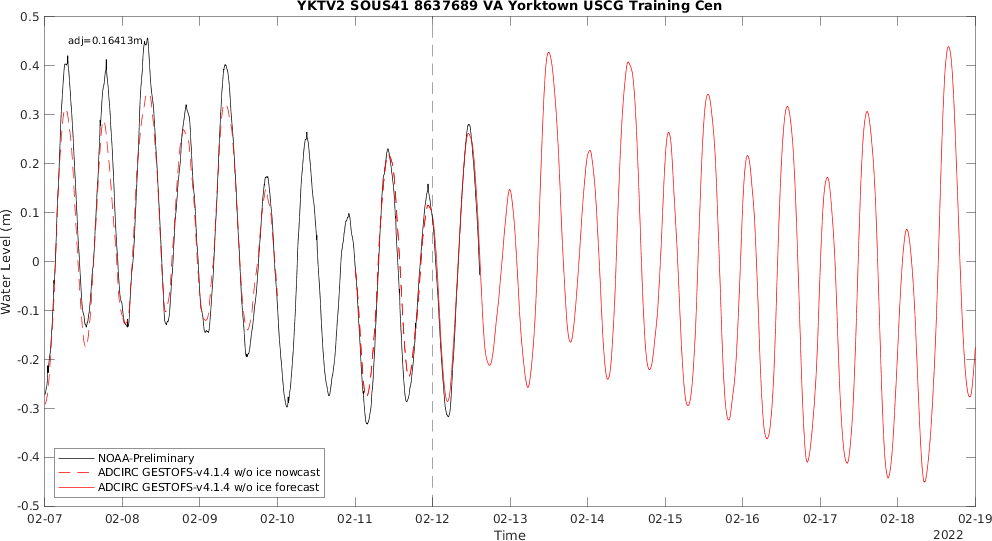 YKTV2 SOUS41 8637689 VA Yorktown USCG Training Cen
adj=0.16413m
Water Level (m)
0.5
0.4
0.3
0.2
0.1
0
-0.1
-0.2
-0.3
-0.4
-0.5
NOAA-Preliminary
ADCIRC GESTOFS-v4.1.4 w/o ice nowcast
ADCIRC GESTOFS-v4.1.4 w/o ice forecast
02-07 02-08 02-09 02-10 02-11 02-12 02-13 02-14 02-15 02-16 02-17 02-18 02-19
Time
2022